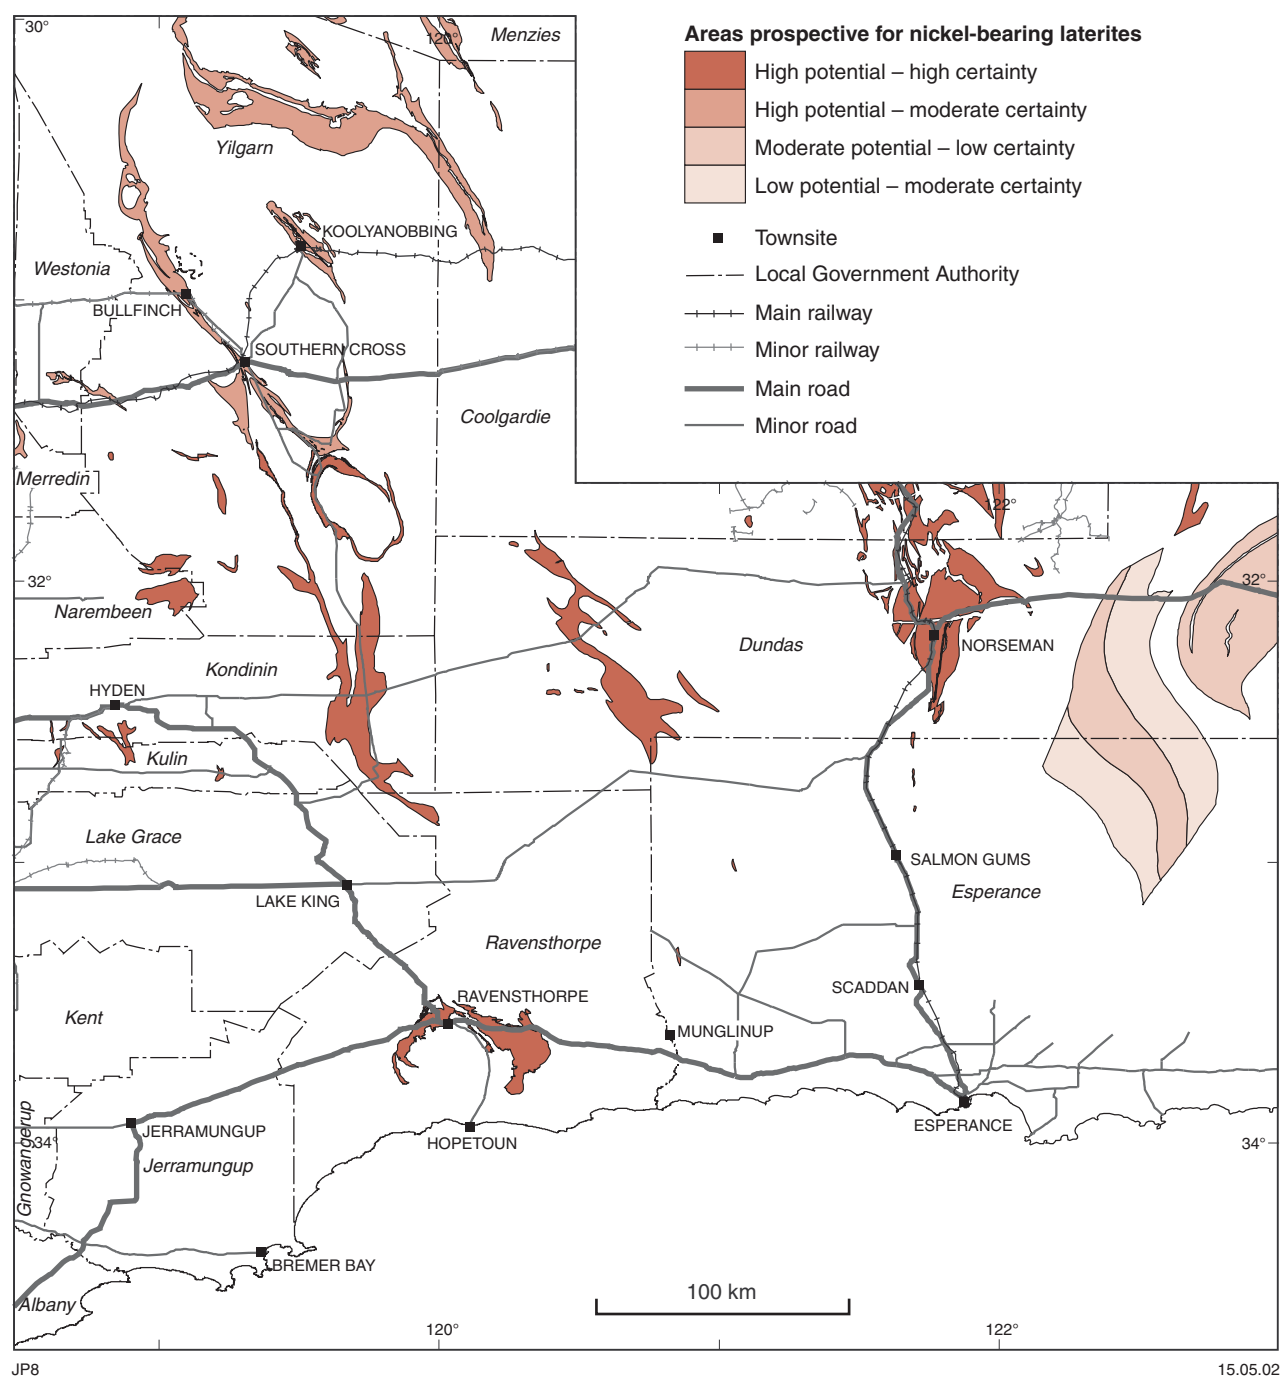 30°
120°
Menzies
Areas prospective for nickel-bearing laterites
High potential – high certainty
High potential – moderate certainty
Moderate potential – low certainty
Low potential – moderate certainty
Townsite
Local Government Authority
Main railway
Minor railway
Main road
Minor road
Yilgarn
KOOLYANOBBING
Westonia
BULLFINCH
SOUTHERN CROSS
Coolgardie
Merredin
122°
32°
32°
Narembeen
Dundas
NORSEMAN
Kondinin
HYDEN
Kulin
Lake Grace
SALMON GUMS
Esperance
LAKE KING
Ravensthorpe
SCADDAN
RAVENSTHORPE
Kent
MUNGLINUP
ESPERANCE
JERRAMUNGUP
HOPETOUN
34°
34°
Gnowangerup
Jerramungup
BREMER BAY
Albany
100 km
120°
122°
JP8
15.05.02